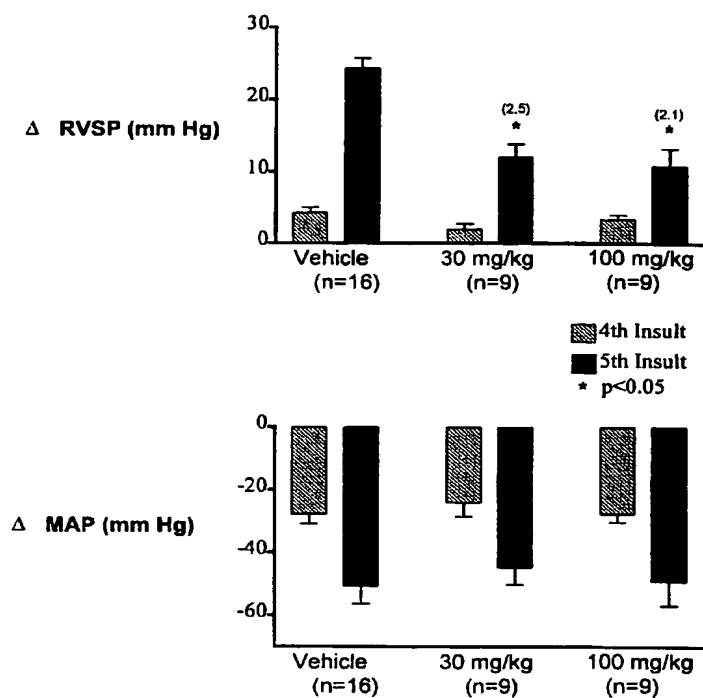 30
20
10
0
Δ RVSP (mm Hg)
(2.5)
*
(2.1)
*
Vehicle 30 mg/kg 100 mg/kg
(n=16) (n=9) (n=9)
4th Insult
5th Insult
* p<0.05
0
-20
-40
-60
Δ MAP (mm Hg)
Vehicle 30 mg/kg 100 mg/kg
(n=16) (n=9) (n=9)